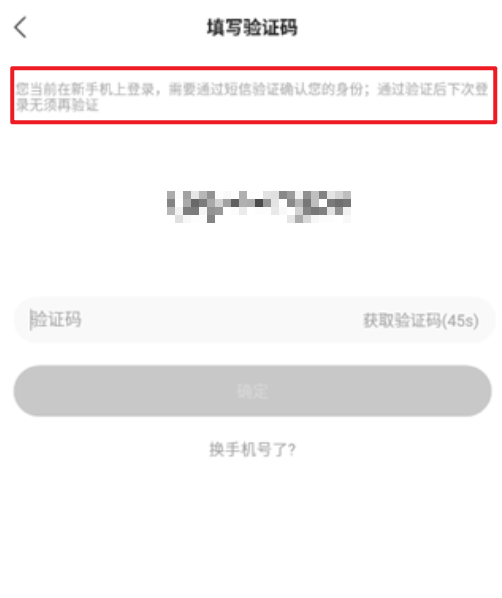 填写验证码
您当前在新手机上登录，需要通过短信验证确认您的身份；通过验证后下次登
录无须再验证
验证码
获取验证码(45s)
确定
换手机号了?